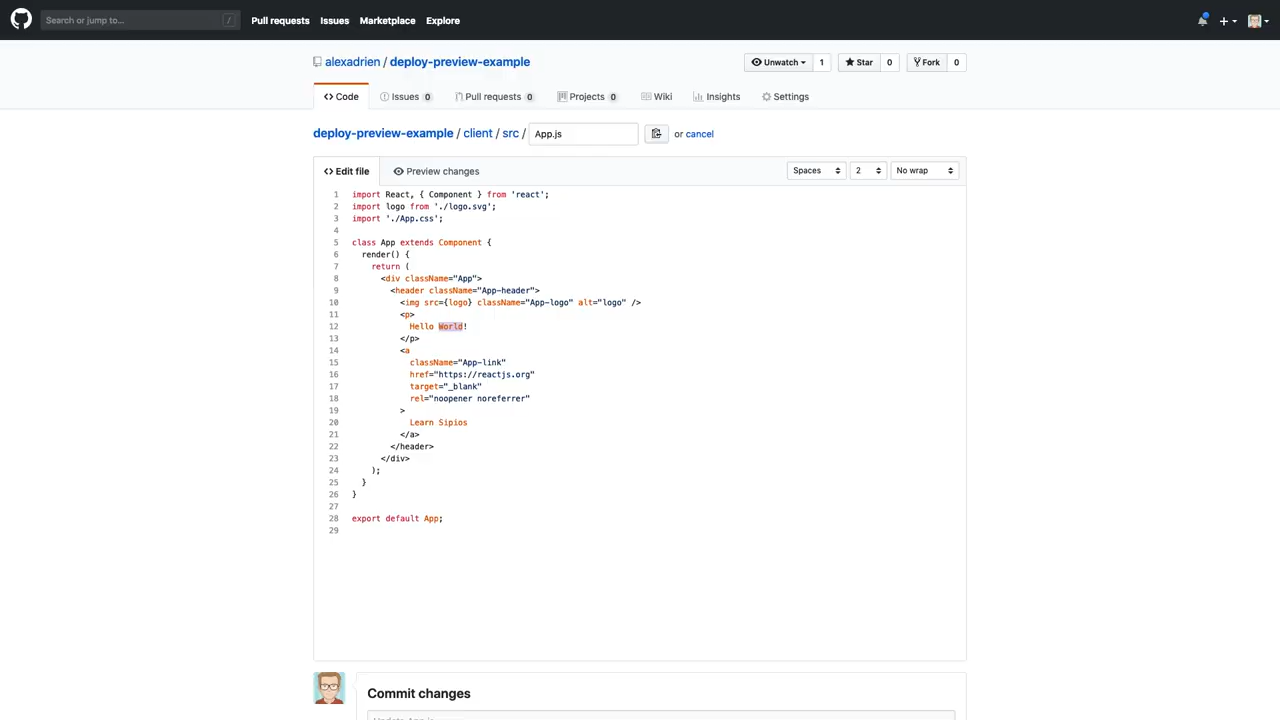 Search or jump to... /
Pull requests Issues Marketplace Explore
alexadrien / deploy-preview-example
Unwatch 1 Star 0 Fork 0
Code Issues 0 Pull requests 0 Projects 0 Wiki Insights Settings
deploy-preview-example / client / src / App.js or cancel
Edit file Preview changes Spaces 2 No wrap
1 import React, { Component } from 'react';
2 import logo from './logo.svg';
3 import './App.css';
4
5 class App extends Component {
6 render() {
7 return (
8 <div className="App">
9 <header className="App-header">
10 <img src={logo} className="App-logo" alt="logo" />
11 <p>
12 Hello World!
13 </p>
14 <a
15 className="App-link"
16 href="https://reactjs.org"
17 target="_blank"
18 rel="noopener noreferrer"
19 >
20 Learn Sipios
21 </a>
22 </header>
23 </div>
24 );
25 }
26 }
27
28 export default App;
29
Commit changes
Update App.js